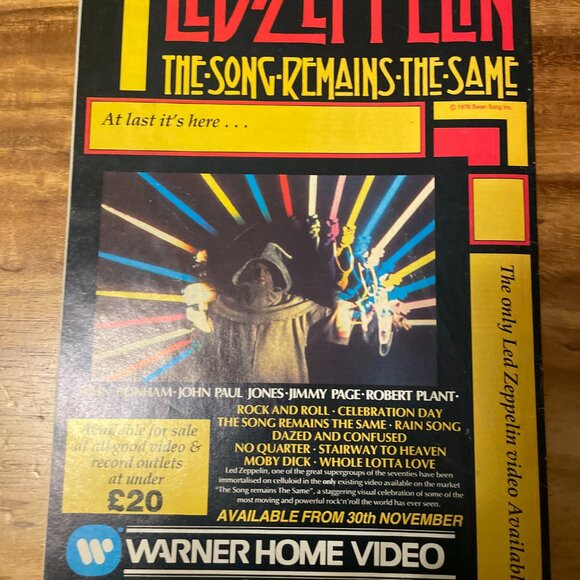 LED-ZEPPELIN
THE·SONG·REMAINS·THE·SAME
© 1976 Swan Song Inc.
At last it's here . . .
BONHAM·JOHN PAUL JONES·JIMMY PAGE·ROBERT PLANT·
ROCK AND ROLL · CELEBRATION DAY
THE SONG REMAINS THE SAME · RAIN SONG
DAZED AND CONFUSED
NO QUARTER · STAIRWAY TO HEAVEN
MOBY DICK · WHOLE LOTTA LOVE
Led Zeppelin, one of the great supergroups of the seventies have been
immortalised on celluloid in the only existing video available on the market
"The Song remains The Same", a staggering visual celebration of some of the
most moving and powerful rock'n'roll the world has ever seen.
AVAILABLE FROM 30th NOVEMBER
Available for sale
at all good video &
record outlets
at under
£20
WARNER HOME VIDEO
The only Led Zeppelin video Availab